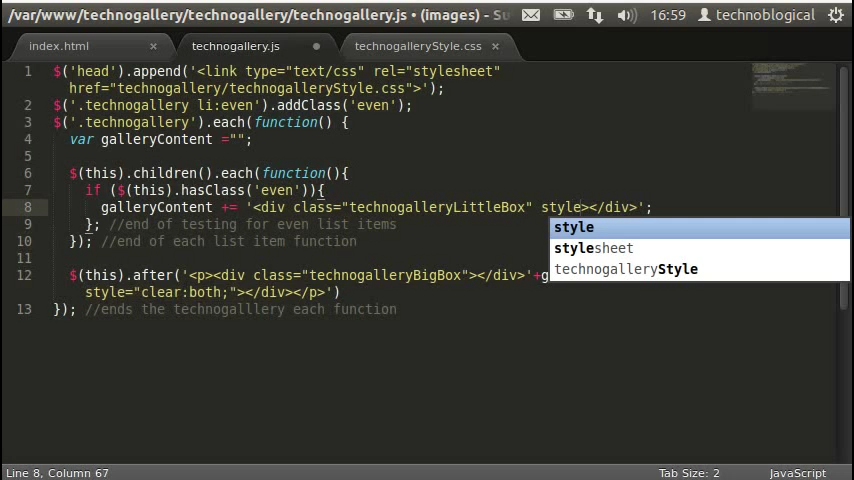 /var/www/technogallery/technogallery/technogallery.js • (images) - Su 16:59 technoblogical
index.html × technogallery.js technogalleryStyle.css ×
1 $('head').append('<link type="text/css" rel="stylesheet"
href="technogallery/technogalleryStyle.css">');
2 $('.technogallery li:even').addClass('even');
3 $('.technogallery').each(function() {
4 var galleryContent ="";
5
6 $(this).children().each(function(){
7 if ($(this).hasClass('even')){
8 galleryContent += '<div class="technogalleryLittleBox" style></div>';
style
9 }; //end of testing for even list items
stylesheet
10 }); //end of each list item function
11
technogalleryStyle
12 $(this).after('<p><div class="technogalleryBigBox"></div>'+g
style="clear:both;"></div></p>')
13 }); //ends the technogalllery each function
Line 8, Column 67 Tab Size: 2 JavaScript